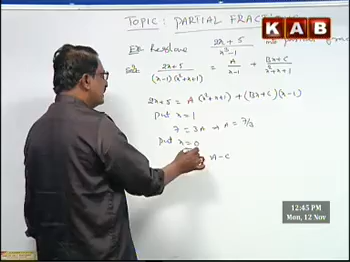 TOPIC: PARTIAL
KAB
Ex Resolve 2x+5 / x³-1 into partial
Sol: 2x+5 / (x-1)(x²+x+1) = A / x-1 + Bx+C / x²+x+1
2x+5 = A (x²+x+1) + (Bx+C)(x-1)
Put x=1
7 = 3A ⇒ A = 7/3
Put x=0
A-C
12:45 PM
Mon, 12 Nov